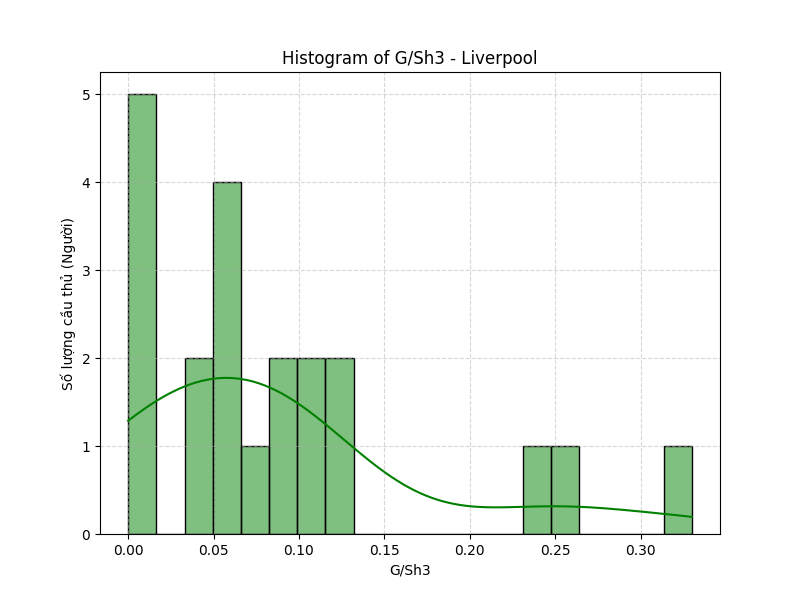 Histogram of G/Sh3 - Liverpool
Số lượng cầu thủ (Người)
5
4
3
2
1
0
0.00 0.05 0.10 0.15 0.20 0.25 0.30
G/Sh3